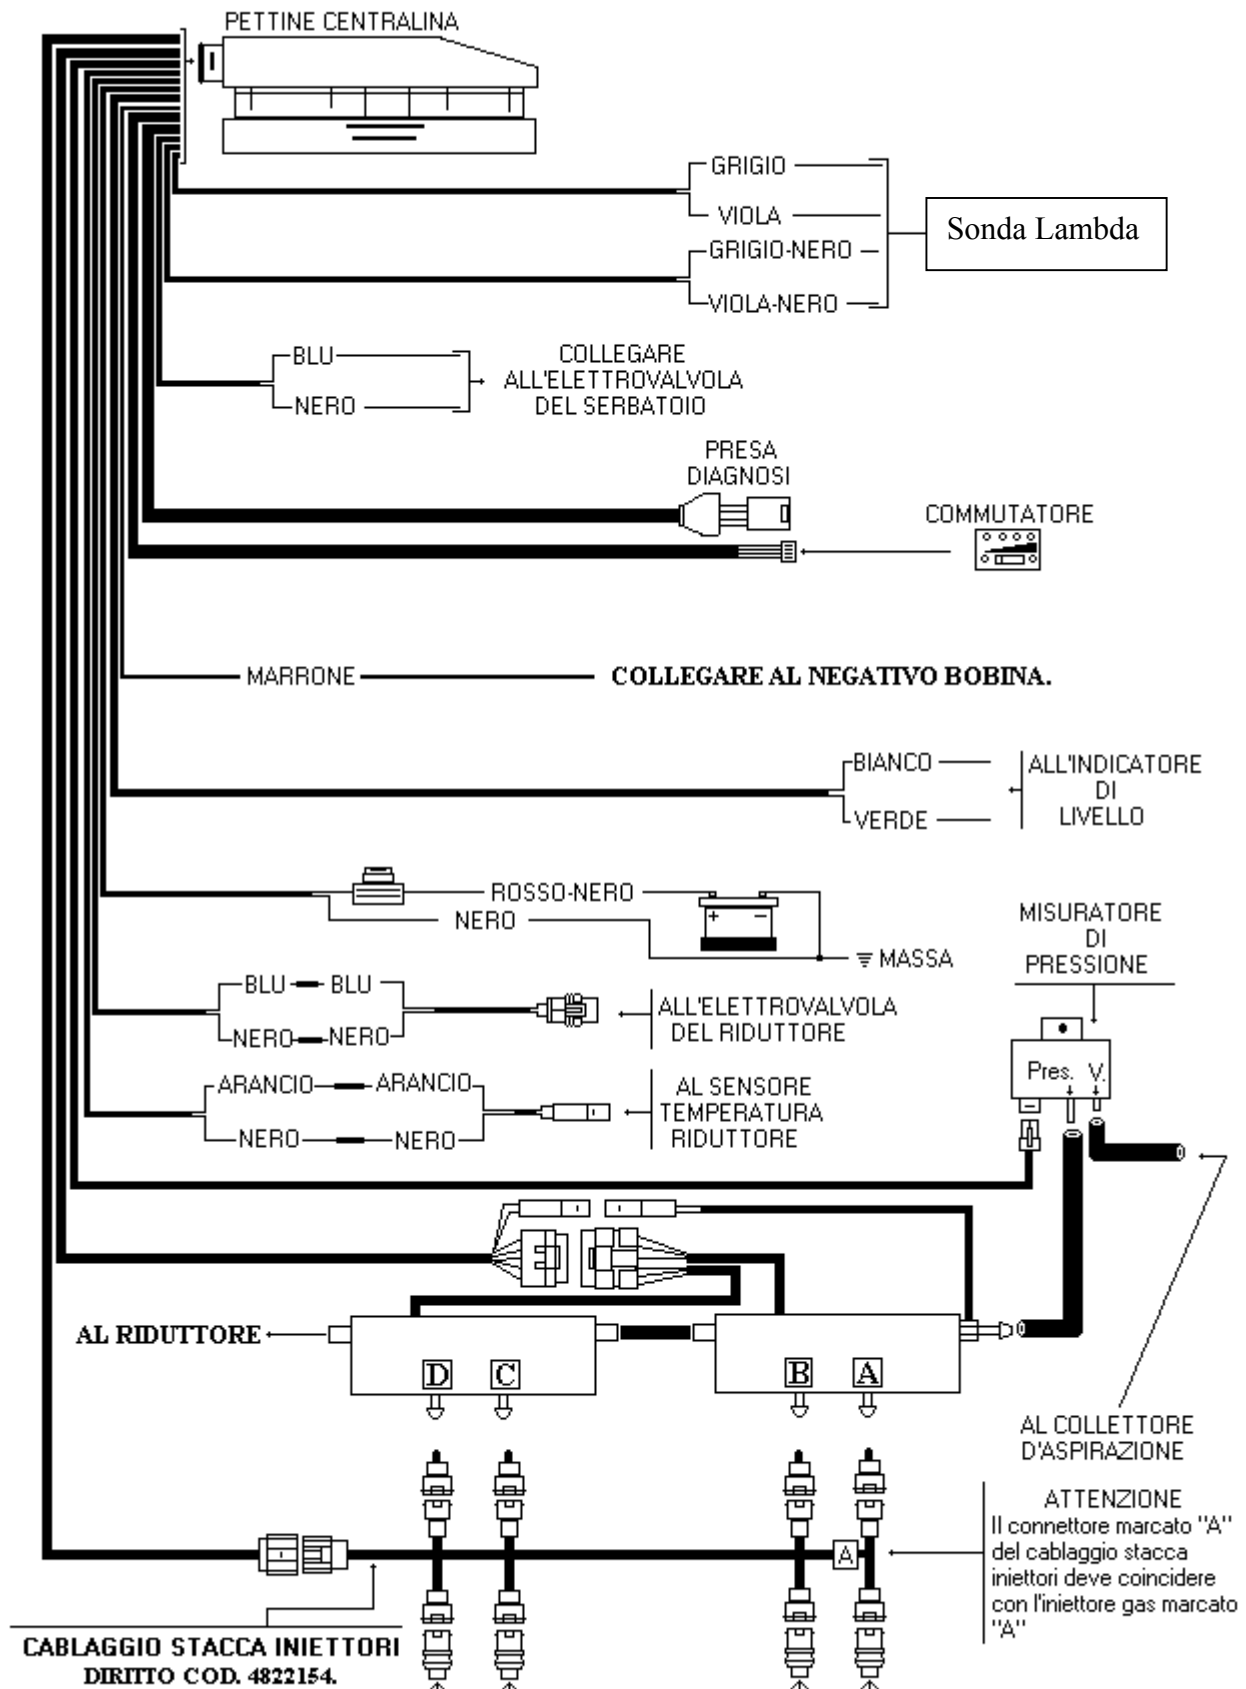 PETTINE CENTRALINA
GRIGIO
VIOLA
GRIGIO-NERO
VIOLA-NERO
Sonda Lambda
BLU
NERO
COLLEGARE
ALL'ELETTROVALVOLA
DEL SERBATOIO
PRESA
DIAGNOSI
COMMUTATORE
MARRONE
COLLEGARE AL NEGATIVO BOBINA.
BIANCO
VERDE
ALL'INDICATORE
DI
LIVELLO
ROSSO-NERO
NERO
+ −
MASSA
MISURATORE
DI
PRESSIONE
BLU BLU
NERO NERO
ALL'ELETTROVALVOLA
DEL RIDUTTORE
Pres. V.
ARANCIO ARANCIO
NERO NERO
AL SENSORE
TEMPERATURA
RIDUTTORE
AL RIDUTTORE
D C B A
AL COLLETTORE
D'ASPIRAZIONE
A
ATTENZIONE
Il connettore marcato "A"
del cablaggio stacca
iniettori deve coincidere
con l'iniettore gas marcato
"A"
CABLAGGIO STACCA INIETTORI
DIRITTO COD. 4822154.